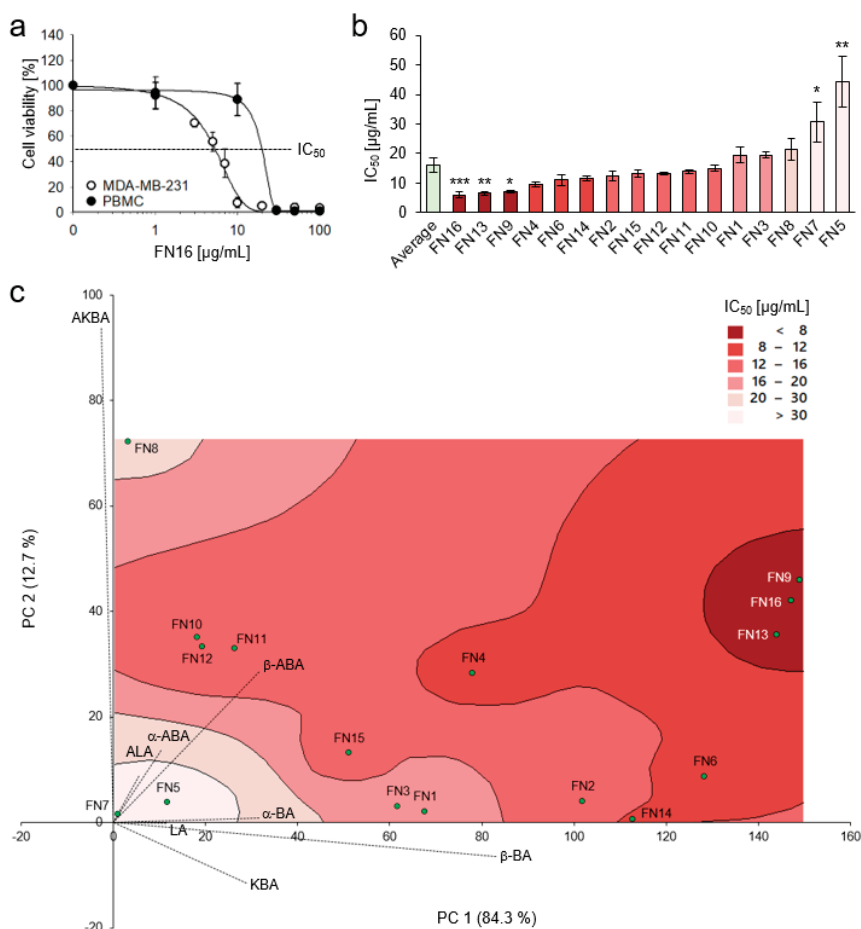 a
Cell viability [%]
140
120
100
80
60
40
20
0
IC50
MDA-MB-231
PBMC
0
1
10
100
FN16 [µg/mL]
b
IC50 [µg/mL]
60
50
40
30
20
10
0
***
**
*
*
**
Average
FN16
FN13
FN9
FN4
FN6
FN14
FN2
FN15
FN12
FN11
FN10
FN1
FN3
FN8
FN7
FN5
c
IC50 [µg/mL]
< 8
8 – 12
12 – 16
16 – 20
20 – 30
> 30
PC 2 (12.7 %)
100
80
60
40
20
0
-20
AKBA
FN8
FN9
FN16
FN13
FN10
FN12
FN11
β-ABA
FN4
α-ABA
ALA
FN15
FN6
FN7
FN5
FN3
FN1
FN2
α-BA
LA
FN14
β-BA
KBA
-20
0
20
40
60
80
100
120
140
160
PC 1 (84.3 %)